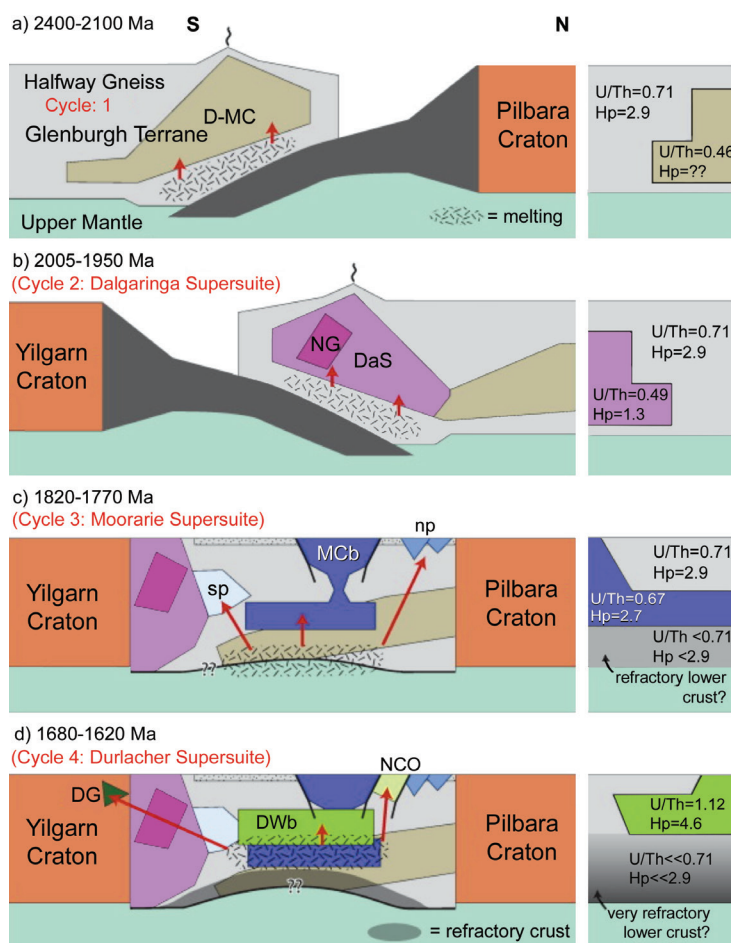 a) 2400-2100 Ma
S
N
Halfway Gneiss
Cycle: 1
D-MC
Glenburgh Terrane
Pilbara
Craton
Upper Mantle
= melting
U/Th=0.71
Hp=2.9
U/Th=0.46
Hp=??
b) 2005-1950 Ma
(Cycle 2: Dalgaringa Supersuite)
Yilgarn
Craton
NG
DaS
U/Th=0.71
Hp=2.9
U/Th=0.49
Hp=1.3
c) 1820-1770 Ma
(Cycle 3: Moorarie Supersuite)
np
MCb
sp
Yilgarn
Craton
Pilbara
Craton
??
U/Th=0.71
Hp=2.9
U/Th=0.67
Hp=2.7
U/Th <0.71
Hp <2.9
refractory lower
crust?
d) 1680-1620 Ma
(Cycle 4: Durlacher Supersuite)
NCO
DG
DWb
Yilgarn
Craton
Pilbara
Craton
??
= refractory crust
U/Th=1.12
Hp=4.6
U/Th<<0.71
Hp<<2.9
very refractory
lower crust?